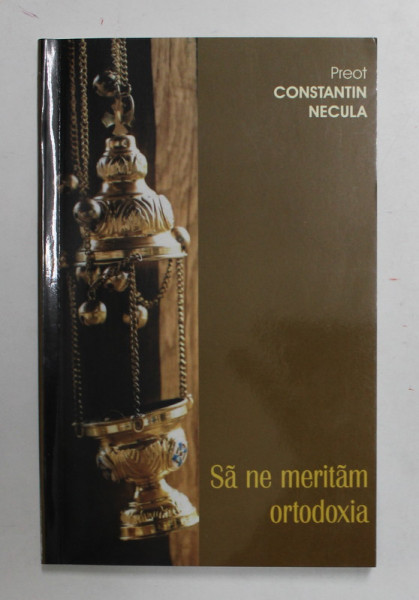 Preot
CONSTANTIN
NECULA
Sã ne meritãm
ortodoxia